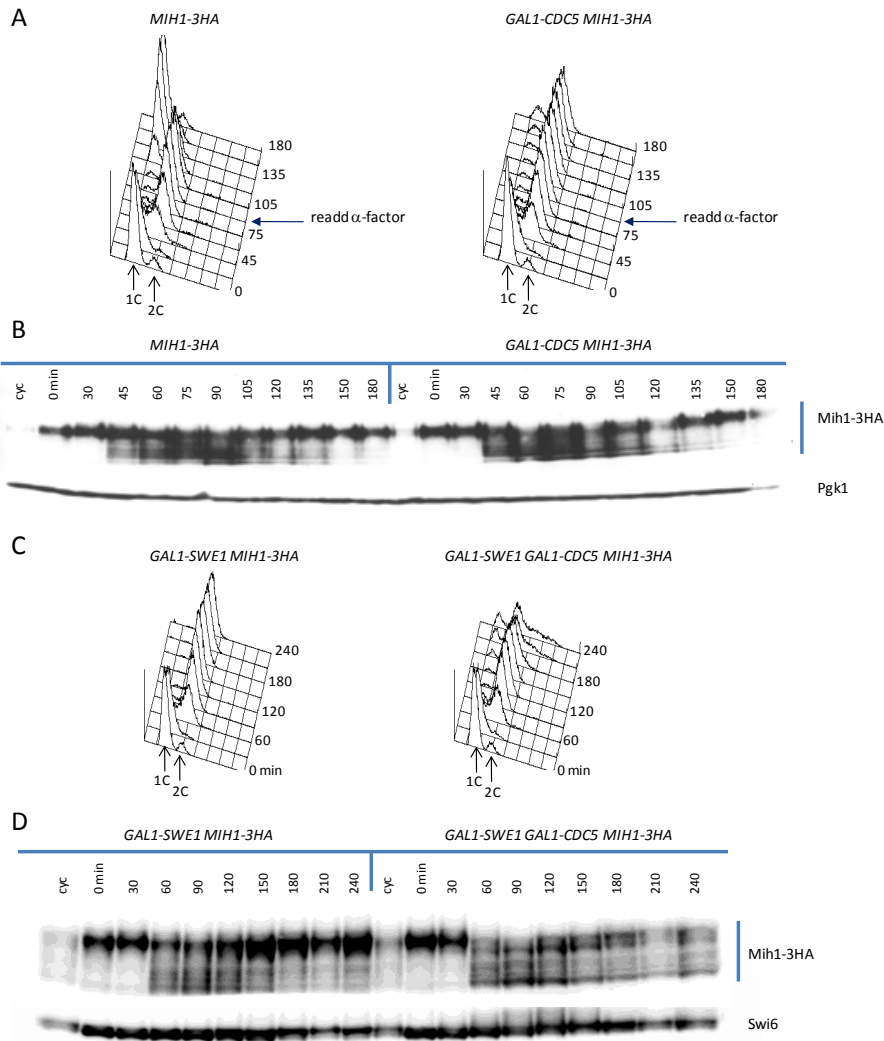 A
MIH1-3HA
GAL1-CDC5 MIH1-3HA
180
135
105
75
45
0
readd α-factor
1C
2C
180
135
105
75
45
0
readd α-factor
1C
2C
B
MIH1-3HA
GAL1-CDC5 MIH1-3HA
cyc 0 min 30 45 60 75 90 105 120 135 150 180 cyc 0 min 30 45 60 75 90 105 120 135 150 180
Mih1-3HA
Pgk1
C
GAL1-SWE1 MIH1-3HA
GAL1-SWE1 GAL1-CDC5 MIH1-3HA
240
180
120
60
0 min
1C
2C
240
180
120
60
0 min
1C
2C
D
GAL1-SWE1 MIH1-3HA
GAL1-SWE1 GAL1-CDC5 MIH1-3HA
cyc 0 min 30 60 90 120 150 180 210 240 cyc 0 min 30 60 90 120 150 180 210 240
Mih1-3HA
Swi6